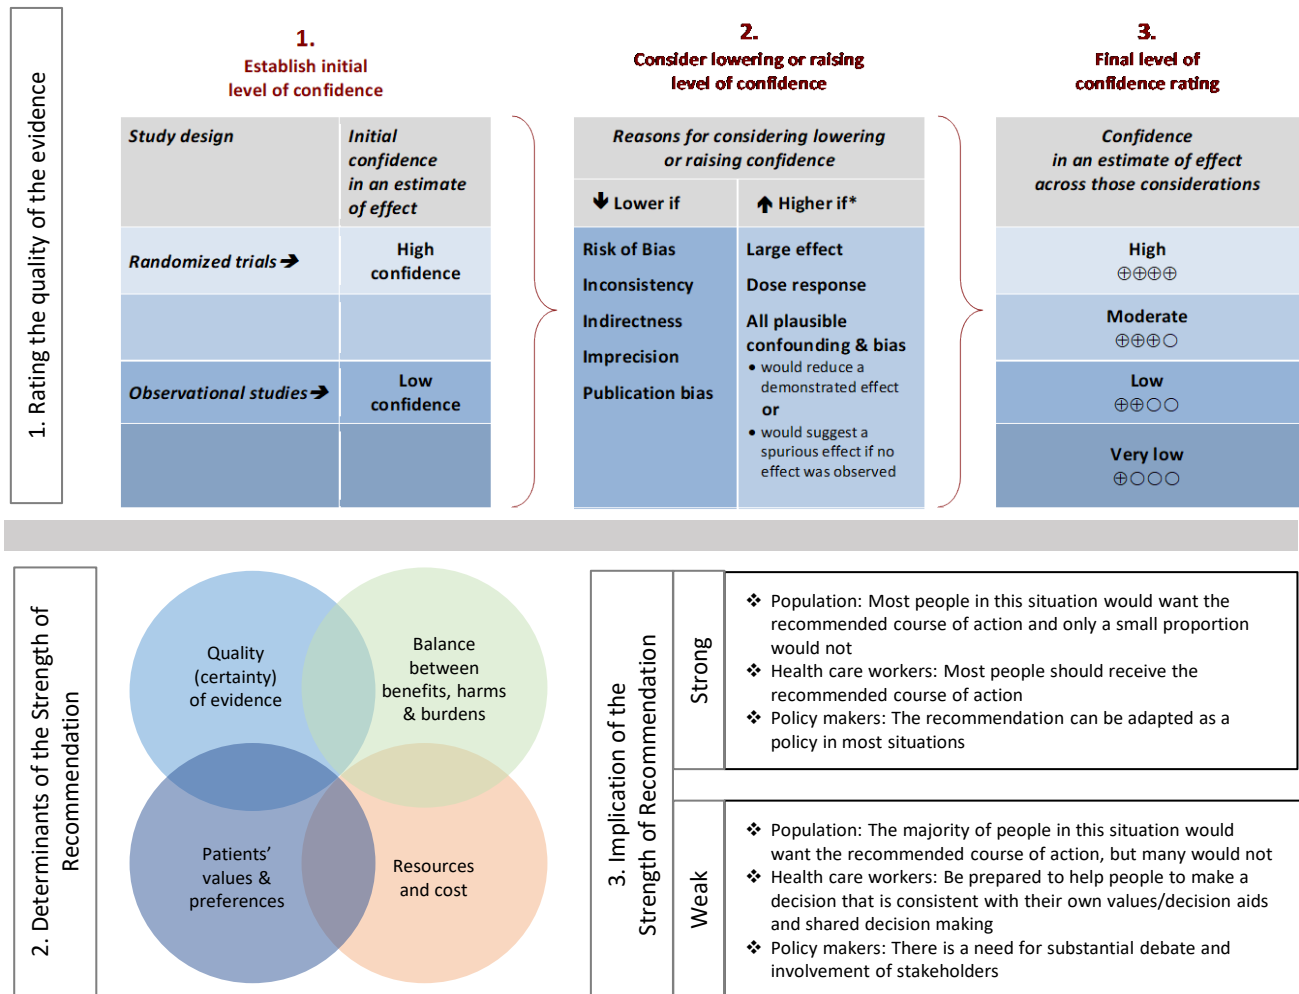 1. Rating the quality of the evidence
1.
Establish initial
level of confidence
Study design
Initial
confidence
in an estimate
of effect
Randomized trials➔
High
confidence
Observational studies➔
Low
confidence
2.
Consider lowering or raising
level of confidence
Reasons for considering lowering
or raising confidence
🡻 Lower if
🡹 Higher if*
Risk of Bias
Inconsistency
Indirectness
Imprecision
Publication bias
Large effect
Dose response
All plausible
confounding & bias
• would reduce a
demonstrated effect
or
• would suggest a
spurious effect if no
effect was observed
3.
Final level of
confidence rating
Confidence
in an estimate of effect
across those considerations
High
⊕⊕⊕⊕
Moderate
⊕⊕⊕○
Low
⊕⊕○○
Very low
⊕○○○
2. Determinants of the Strength of
Recommendation
Quality
(certainty)
of evidence
Balance
between
benefits, harms
& burdens
Patients’
values &
preferences
Resources
and cost
3. Implication of the
Strength of Recommendation
Strong
❖ Population: Most people in this situation would want the
recommended course of action and only a small proportion
would not
❖ Health care workers: Most people should receive the
recommended course of action
❖ Policy makers: The recommendation can be adapted as a
policy in most situations
Weak
❖ Population: The majority of people in this situation would
want the recommended course of action, but many would not
❖ Health care workers: Be prepared to help people to make a
decision that is consistent with their own values/decision aids
and shared decision making
❖ Policy makers: There is a need for substantial debate and
involvement of stakeholders